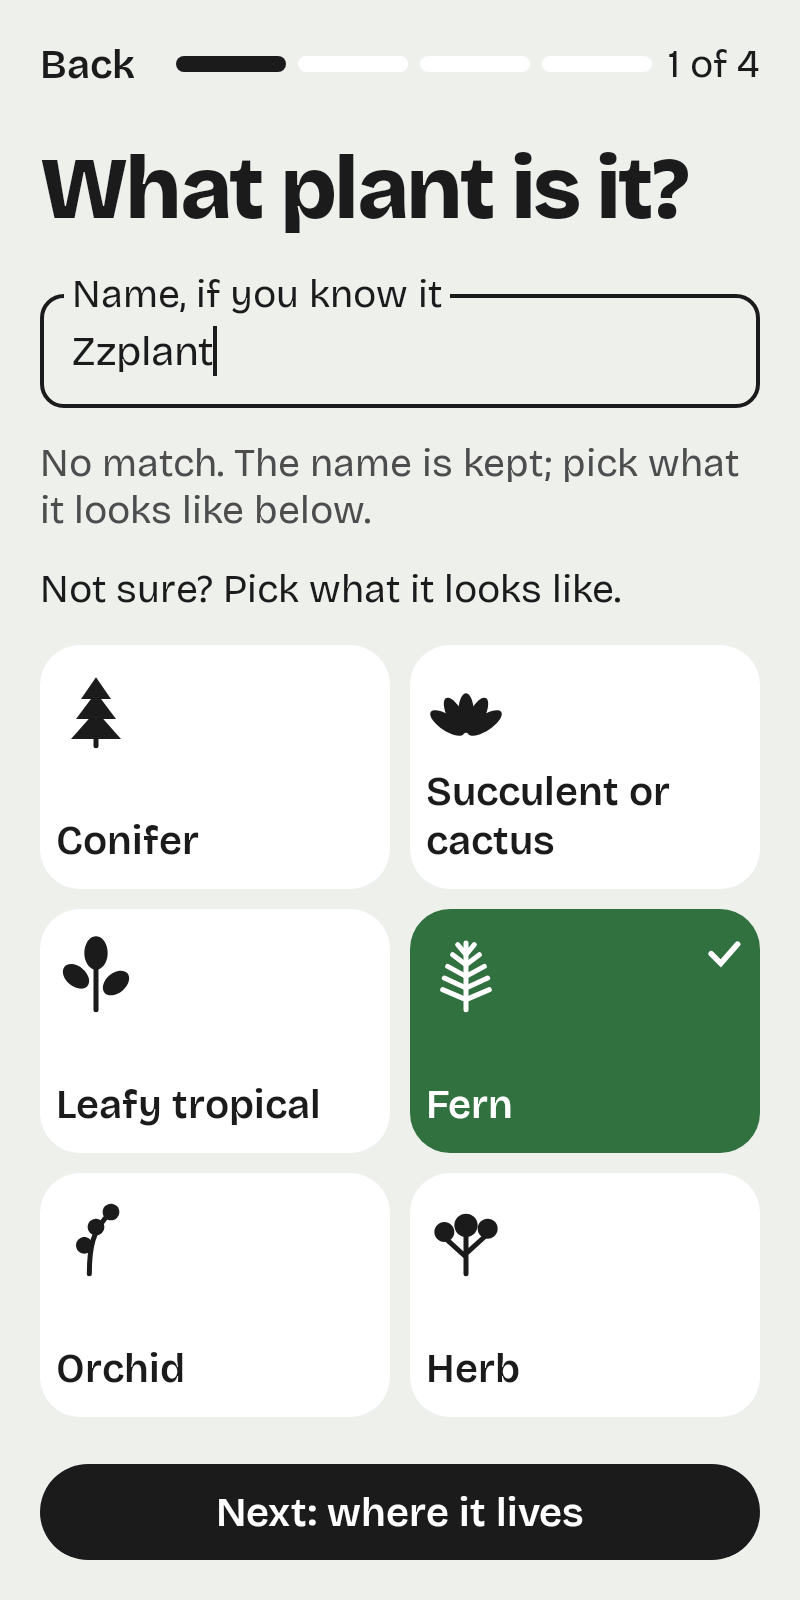 Back
1 of 4
What plant is it?
Name, if you know it
Zzplant
No match. The name is kept; pick what
it looks like below.
Not sure? Pick what it looks like.
Conifer
Succulent or
cactus
Leafy tropical
Fern
Orchid
Herb
Next: where it lives